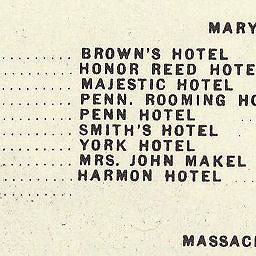 MARY
BROWN'S HOTEL
HONOR REED HOTE
MAJESTIC HOTEL
PENN. ROOMING HO
PENN HOTEL
SMITH'S HOTEL
YORK HOTEL
MRS. JOHN MAKEL
HARMON HOTEL
MASSAC